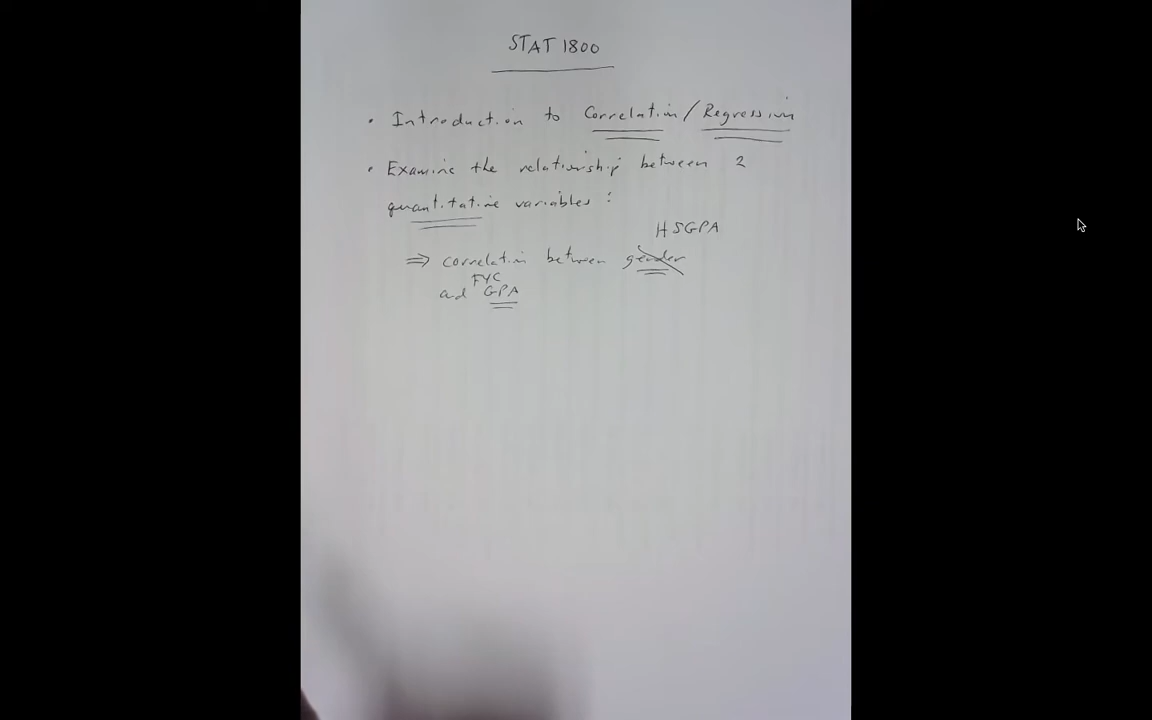 STAT 1800
• Introduction to Correlation / Regression
• Examine the relationship between 2
quantitative variables :
HSGPA
⇒ correlation between gender
FYC
and GPA